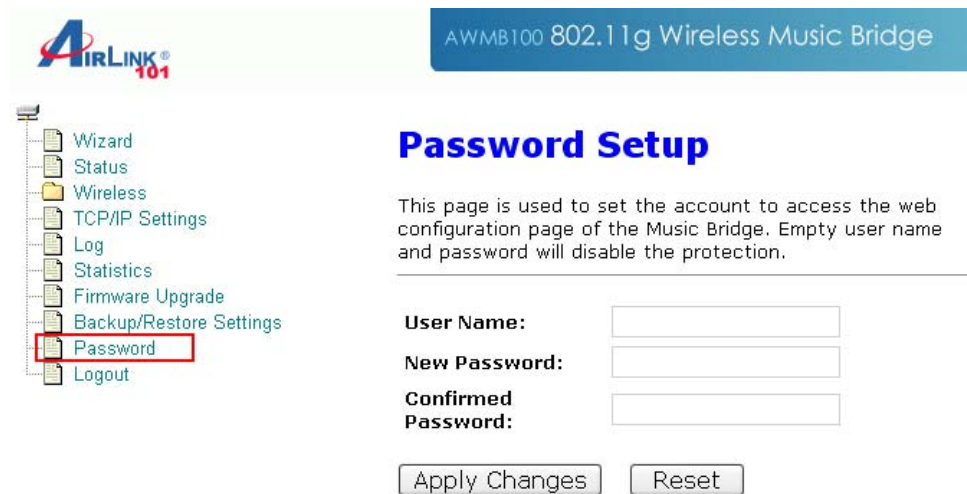 AIRLINK®
101
AWMB100 802.11g Wireless Music Bridge
Wizard
Status
Wireless
TCP/IP Settings
Log
Statistics
Firmware Upgrade
Backup/Restore Settings
Password
Logout
Password Setup
This page is used to set the account to access the web
configuration page of the Music Bridge. Empty user name
and password will disable the protection.
User Name:
New Password:
Confirmed
Password:
Apply Changes Reset